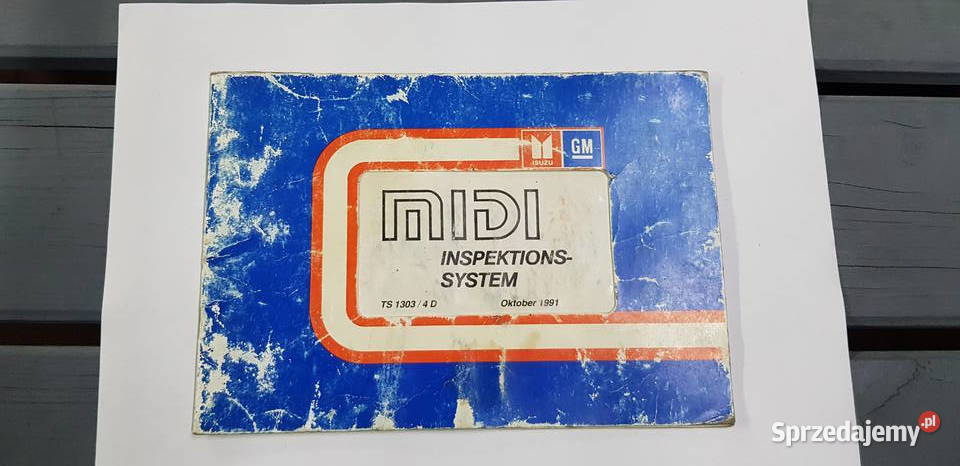 ISUZU GM
MIDI
INSPEKTIONS-
SYSTEM
TS 1303 / 4 D Oktober 1991
Sprzedajemy.pl